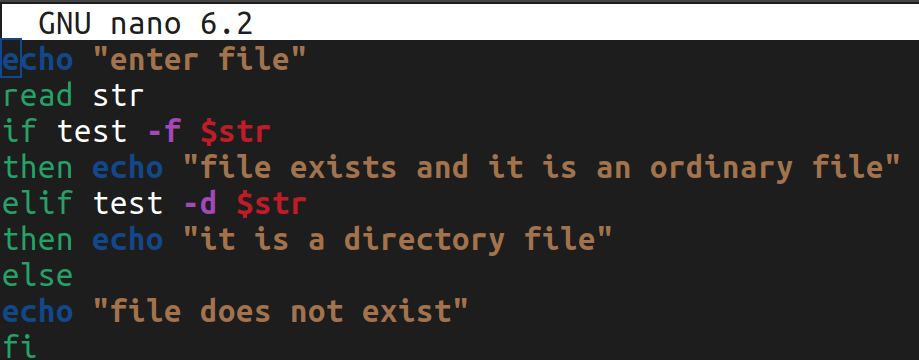 GNU nano 6.2
echo "enter file"
read str
if test -f $str
then echo "file exists and it is an ordinary file"
elif test -d $str
then echo "it is a directory file"
else
echo "file does not exist"
fi